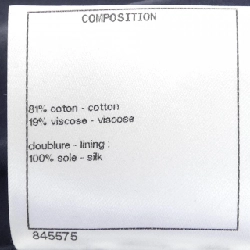 COMPOSITION
81% coton - cotton
19% viscose - viscose
doublure - lining :
100% soie - silk
845575